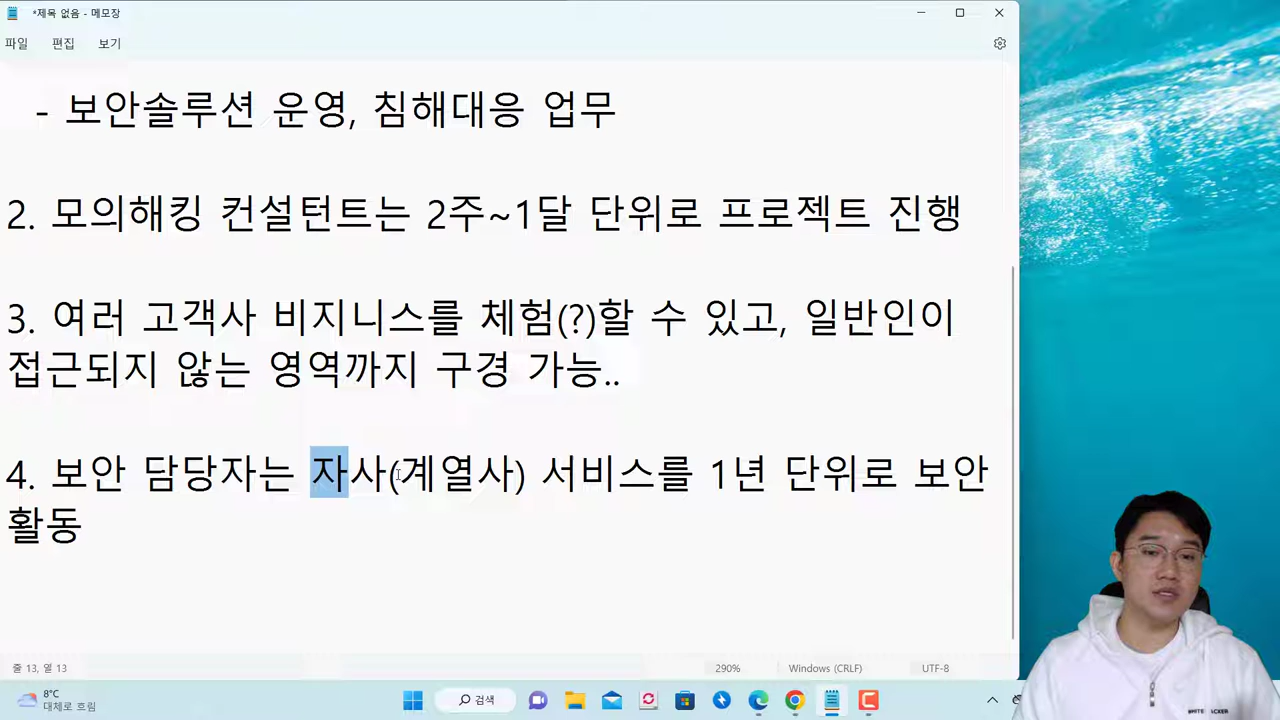 *제목 없음 - 메모장
파일 편집 보기
- 보안솔루션 운영, 침해대응 업무
2. 모의해킹 컨설턴트는 2주~1달 단위로 프로젝트 진행
3. 여러 고객사 비지니스를 체험(?)할 수 있고, 일반인이
접근되지 않는 영역까지 구경 가능..
4. 보안 담당자는 자사(계열사) 서비스를 1년 단위로 보안
활동
줄 13, 열 13
290%
Windows (CRLF)
UTF-8
8°C
대체로 흐림
검색